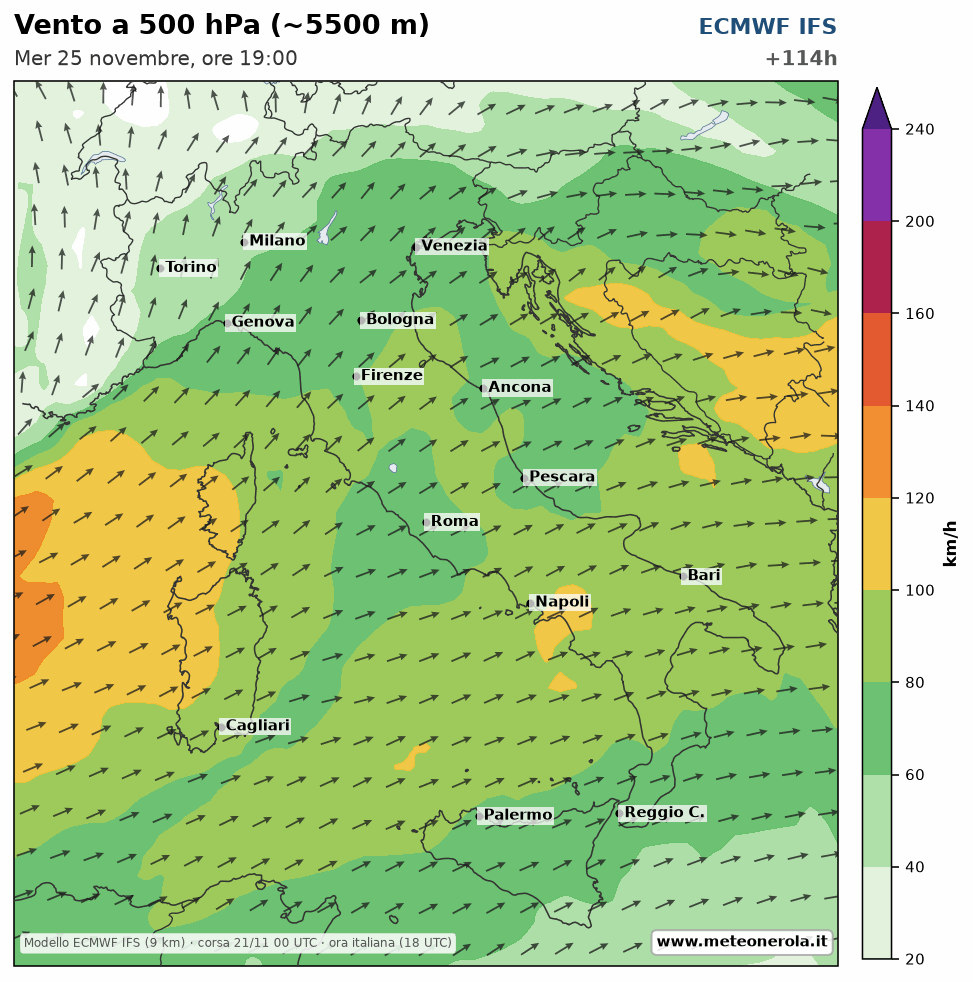 Vento a 500 hPa (~5500 m)
ECMWF IFS
Mer 25 novembre, ore 19:00
+114h
240
200
160
140
120
100
80
60
40
20
km/h
Milano
Venezia
Torino
Genova
Bologna
Firenze
Ancona
Pescara
Roma
Bari
Napoli
Cagliari
Palermo
Reggio C.
Modello ECMWF IFS (9 km) · corsa 21/11 00 UTC · ora italiana (18 UTC)
www.meteonerola.it